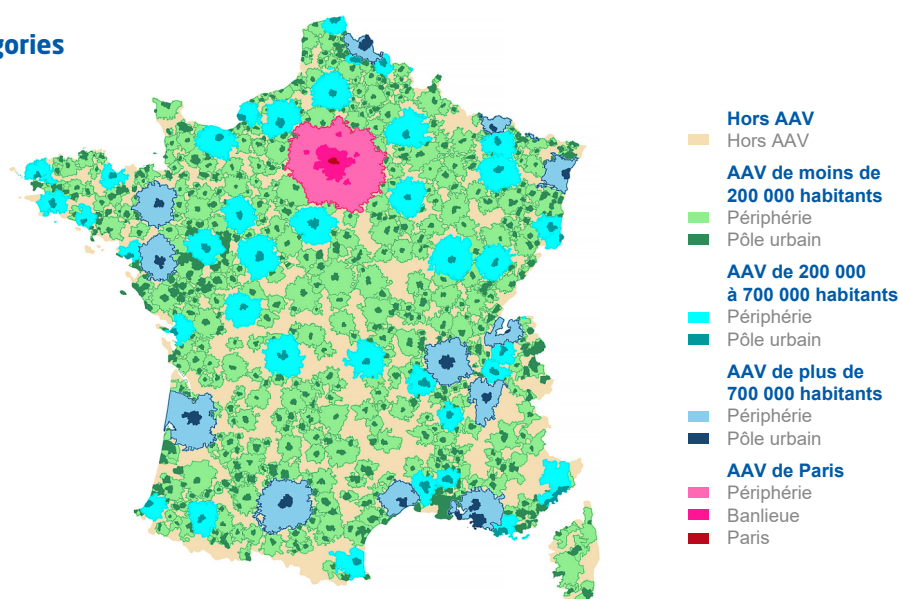 gories
Hors AAV
Hors AAV
AAV de moins de
200 000 habitants
Périphérie
Pôle urbain
AAV de 200 000
à 700 000 habitants
Périphérie
Pôle urbain
AAV de plus de
700 000 habitants
Périphérie
Pôle urbain
AAV de Paris
Périphérie
Banlieue
Paris